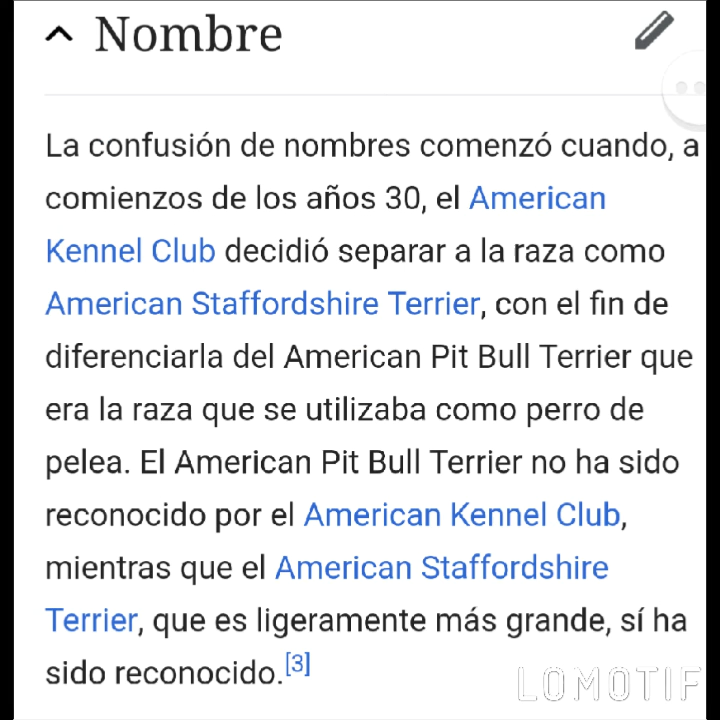 Nombre
La confusión de nombres comenzó cuando, a
comienzos de los años 30, el American
Kennel Club decidió separar a la raza como
American Staffordshire Terrier, con el fin de
diferenciarla del American Pit Bull Terrier que
era la raza que se utilizaba como perro de
pelea. El American Pit Bull Terrier no ha sido
reconocido por el American Kennel Club,
mientras que el American Staffordshire
Terrier, que es ligeramente más grande, sí ha
sido reconocido.[3]
LOMOTIF